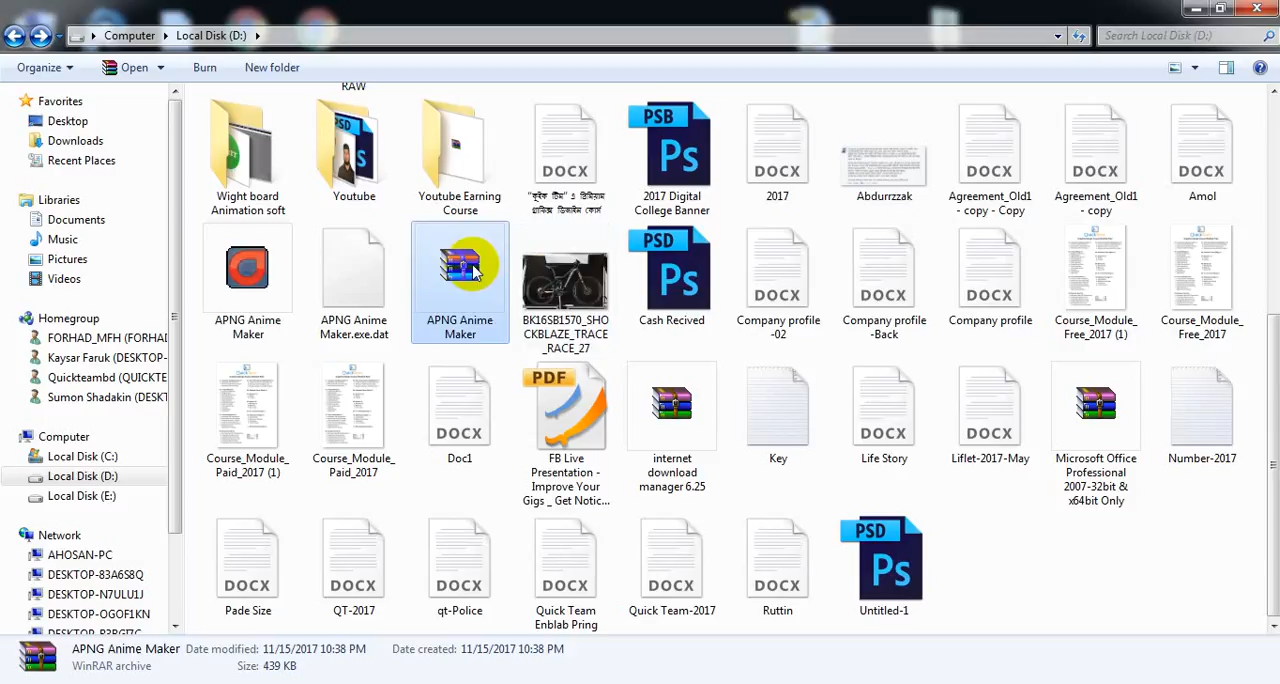 Computer
Local Disk (D:)
Search Local Disk (D:)
Organize
Open
Burn
New folder
Favorites
Desktop
Downloads
Recent Places
Libraries
Documents
Music
Pictures
Videos
Homegroup
FORHAD_MFH (FORHAD
Kaysar Faruk (DESKTOP-
Quickteambd (QUICKTE
Sumon Shadakin (DESKT
Computer
Local Disk (C:)
Local Disk (D:)
Local Disk (E:)
Network
AHOSAN-PC
DESKTOP-83A6S8Q
DESKTOP-N7ULU1J
DESKTOP-OGOF1KN
RAW
Wight board
Animation soft
PSD
Youtube
Youtube Earning
Course
DOCX
"কুইক টিম" এ প্রিমিয়াম
গ্রাফিক্স ডিজাইন কোর্স
PSB
Ps
2017 Digital
College Banner
DOCX
2017
Abdurrzzak
DOCX
Agreement_Old1
- copy - Copy
DOCX
Agreement_Old1
- copy
DOCX
Amol
APNG Anime
Maker
APNG Anime
Maker.exe.dat
APNG Anime
Maker
BK16SB1570_SHO
CKBLAZE_TRACE
_RACE_27
PSD
Ps
Cash Recived
DOCX
Company profile
-02
DOCX
Company profile
-Back
DOCX
Company profile
Course_Module_
Free_2017 (1)
Course_Module_
Free_2017
Course_Module_
Paid_2017 (1)
Course_Module_
Paid_2017
DOCX
Doc1
PDF
FB Live
Presentation -
Improve Your
Gigs _ Get Notic...
internet
download
manager 6.25
Key
DOCX
Life Story
DOCX
Liflet-2017-May
Microsoft Office
Professional
2007-32bit &
x64bit Only
Number-2017
DOCX
Pade Size
DOCX
QT-2017
DOCX
qt-Police
DOCX
Quick Team
Enblab Pring
DOCX
Quick Team-2017
DOCX
Ruttin
PSD
Ps
Untitled-1
APNG Anime Maker
Date modified: 11/15/2017 10:38 PM
Date created: 11/15/2017 10:38 PM
WinRAR archive
Size: 439 KB